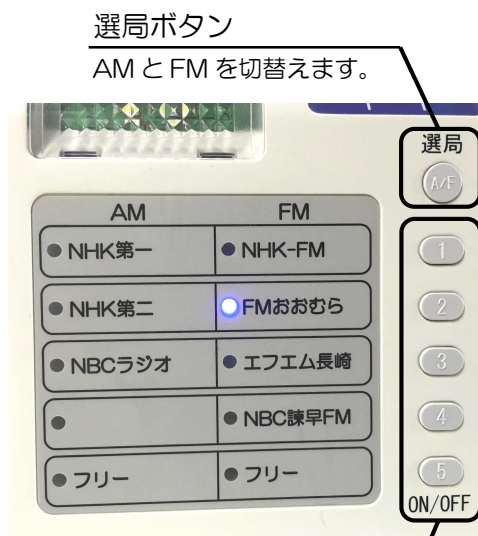 選局ボタン
AMとFMを切替えます。
選局
A/F
AM FM
NHK第一 NHK-FM 1
NHK第二 FMおおむら 2
NBCラジオ エフエム長崎 3
NBC諫早FM 4
フリー フリー 5
ON/OFF